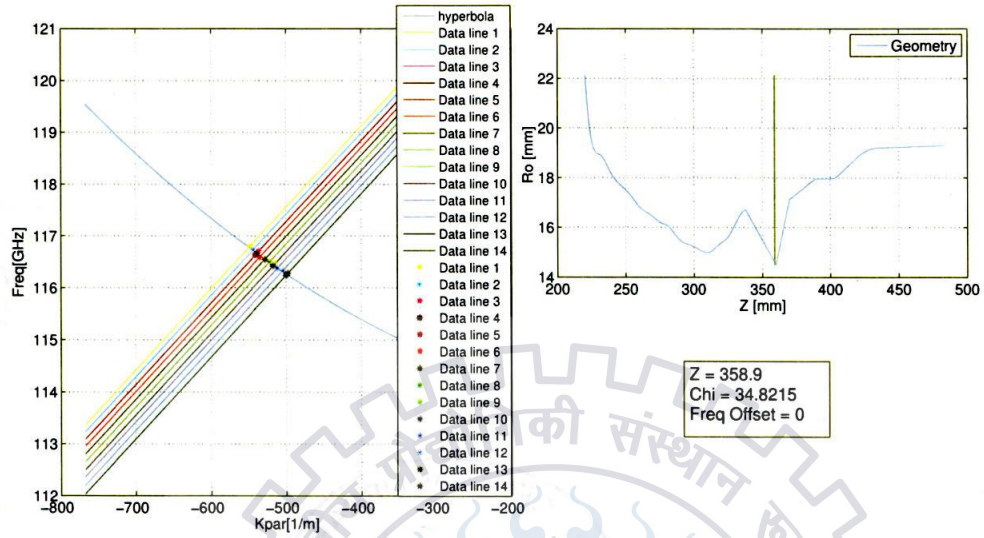 121
120
119
118
117
116
115
114
113
112
Freq[GHz]
-800
-700
-600
-500
-400
-300
-200
Kpar[1/m]
hyperbola
Data line 1
Data line 2
Data line 3
Data line 4
Data line 5
Data line 6
Data line 7
Data line 8
Data line 9
Data line 10
Data line 11
Data line 12
Data line 13
Data line 14
Data line 1
Data line 2
Data line 3
Data line 4
Data line 5
Data line 6
Data line 7
Data line 8
Data line 9
Data line 10
Data line 11
Data line 12
Data line 13
Data line 14
24
22
20
18
16
14
Ro [mm]
200
250
300
350
400
450
500
Z [mm]
Geometry
Z = 358.9
Chi = 34.8215
Freq Offset = 0
प्रौद्योगिकी संस्थान